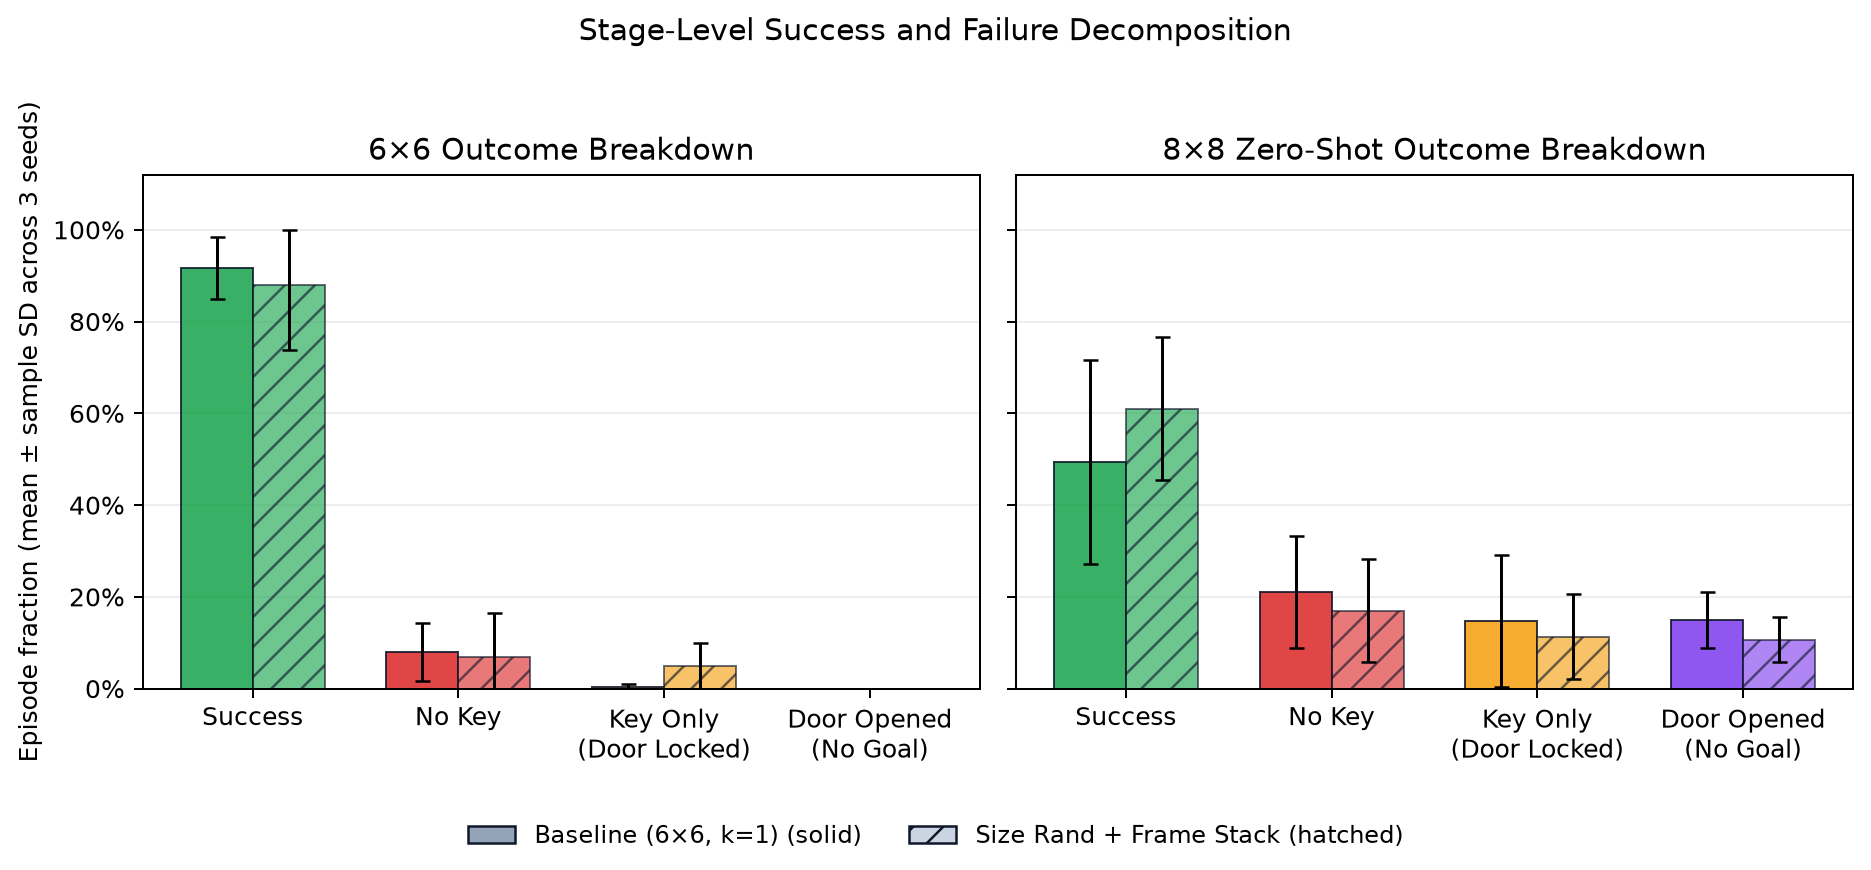 Stage-Level Success and Failure Decomposition
Episode fraction (mean ± sample SD across 3 seeds)
6×6 Outcome Breakdown
100%
80%
60%
40%
20%
0%
Success
No Key
Key Only
(Door Locked)
Door Opened
(No Goal)
8×8 Zero-Shot Outcome Breakdown
Success
No Key
Key Only
(Door Locked)
Door Opened
(No Goal)
Baseline (6×6, k=1) (solid)
Size Rand + Frame Stack (hatched)